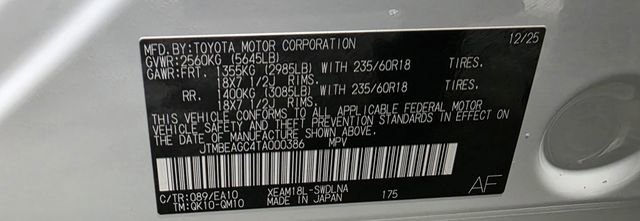 MFD. BY: TOYOTA MOTOR CORPORATION 12/25
GVWR: 2560KG (5645LB)
GAWR: FRT. 1355KG (2985LB) WITH 235/60R18 TIRES.
18X7 1/2J RIMS.
RR. 1400KG (3085LB) WITH 235/60R18 TIRES.
18X7 1/2J RIMS.
THIS VEHICLE CONFORMS TO ALL APPLICABLE FEDERAL MOTOR
VEHICLE SAFETY AND THEFT PREVENTION STANDARDS IN EFFECT ON
THE DATE OF MANUFACTURE SHOWN ABOVE.
JTMBEAGC4TA000386 MPV
C/TR: 089/EA10 XEAM18L-SWDLNA 175 AF
TM: QK10-QM10 MADE IN JAPAN